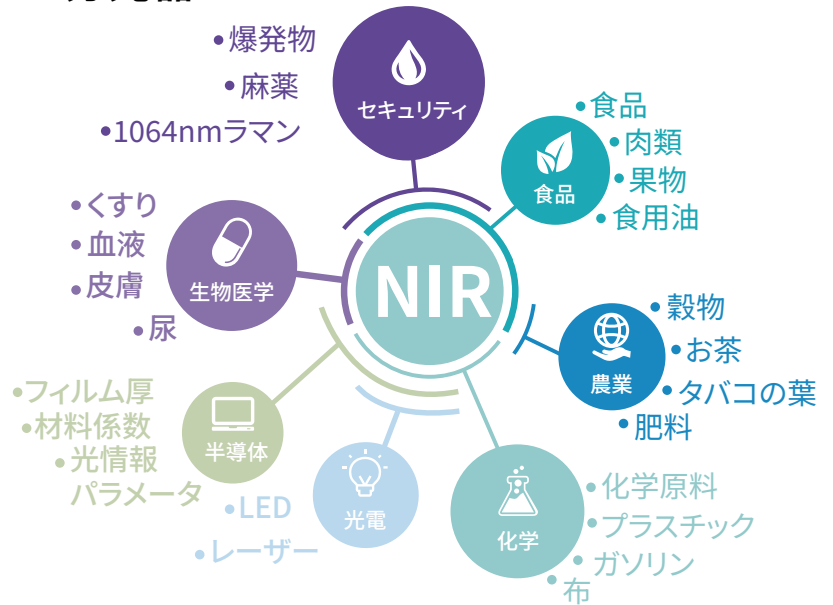 爆発物
麻薬
1064nmラマン
セキュリティ
食品
肉類
果物
食用油
食品
くすり
血液
皮膚
尿
生物医学
NIR
穀物
お茶
タバコの葉
肥料
農業
フィルム厚
材料係数
光情報
パラメータ
半導体
LED
レーザー
光電
化学原料
プラスチック
ガソリン
布
化学